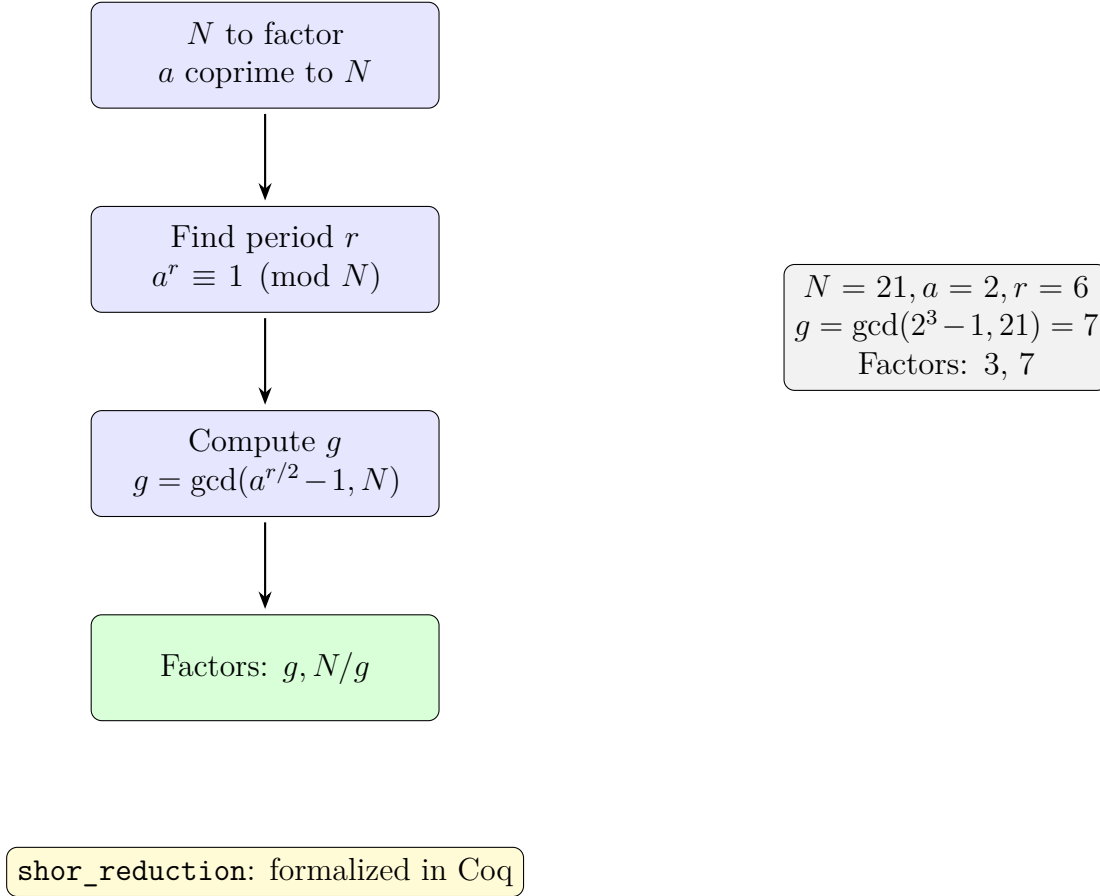 N to factor
a coprime to N
Find period r
a^r ≡ 1 (mod N)
Compute g
g = gcd(a^{r/2} − 1, N)
Factors: g, N/g
N = 21, a = 2, r = 6
g = gcd(2^3 − 1, 21) = 7
Factors: 3, 7
shor_reduction: formalized in Coq